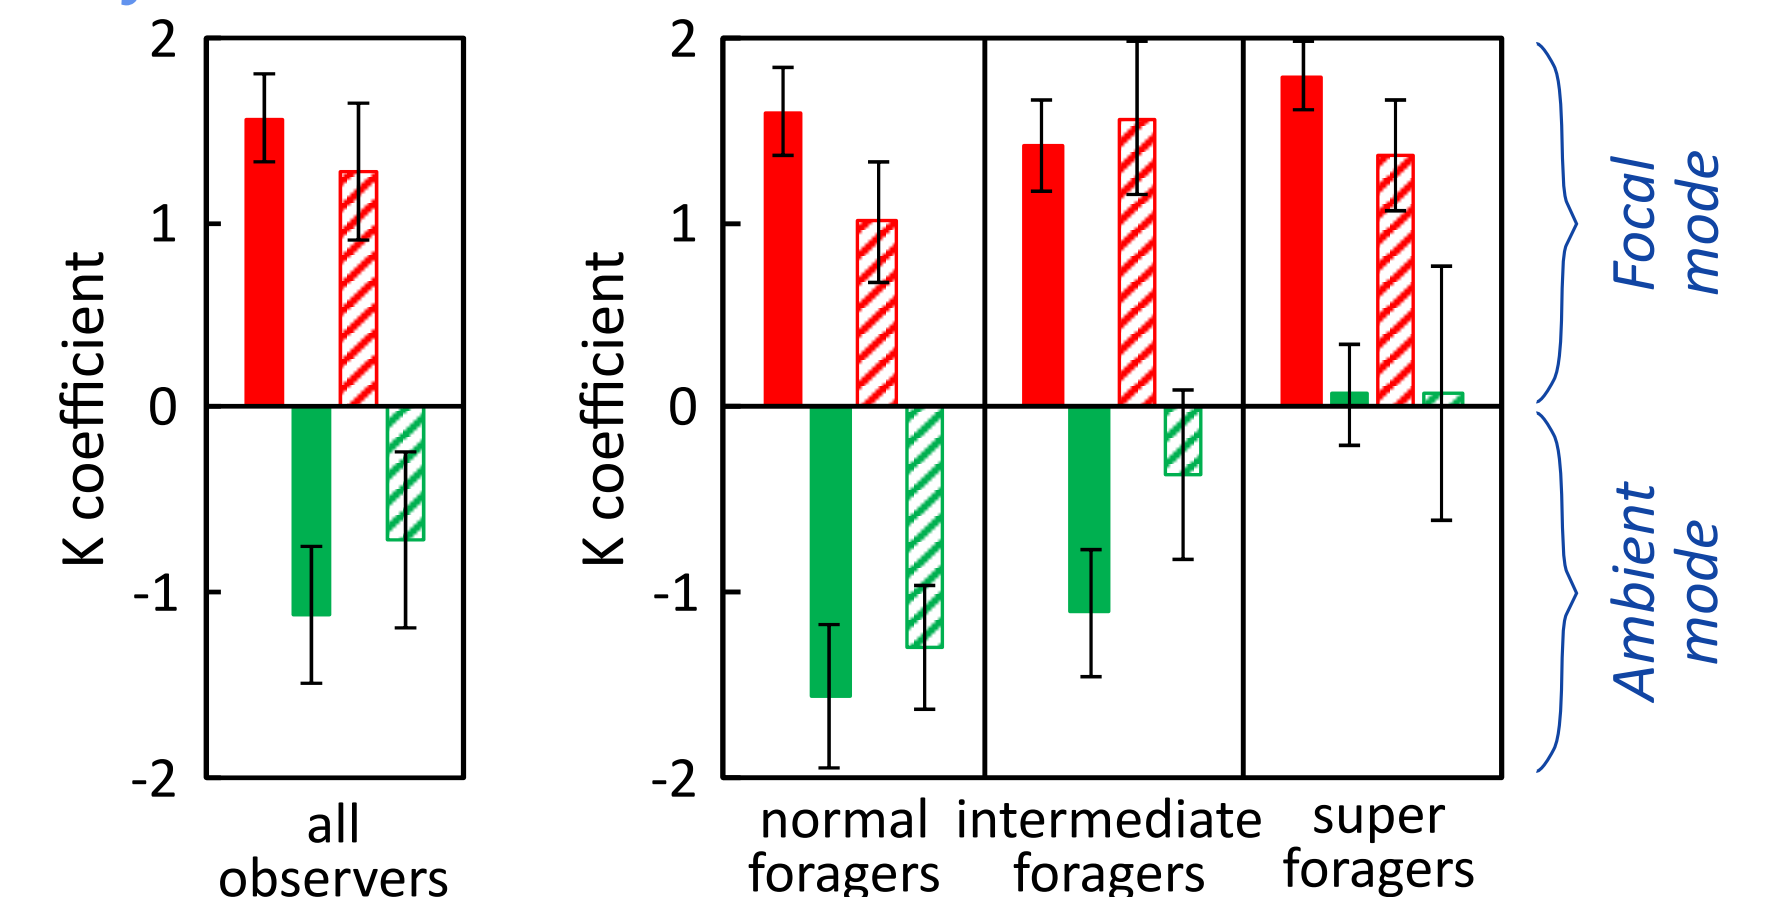 2
1
0
-1
-2
K coefficient
all
observers
2
1
0
-1
-2
K coefficient
normal
foragers
intermediate
foragers
super
foragers
Focal
mode
Ambient
mode